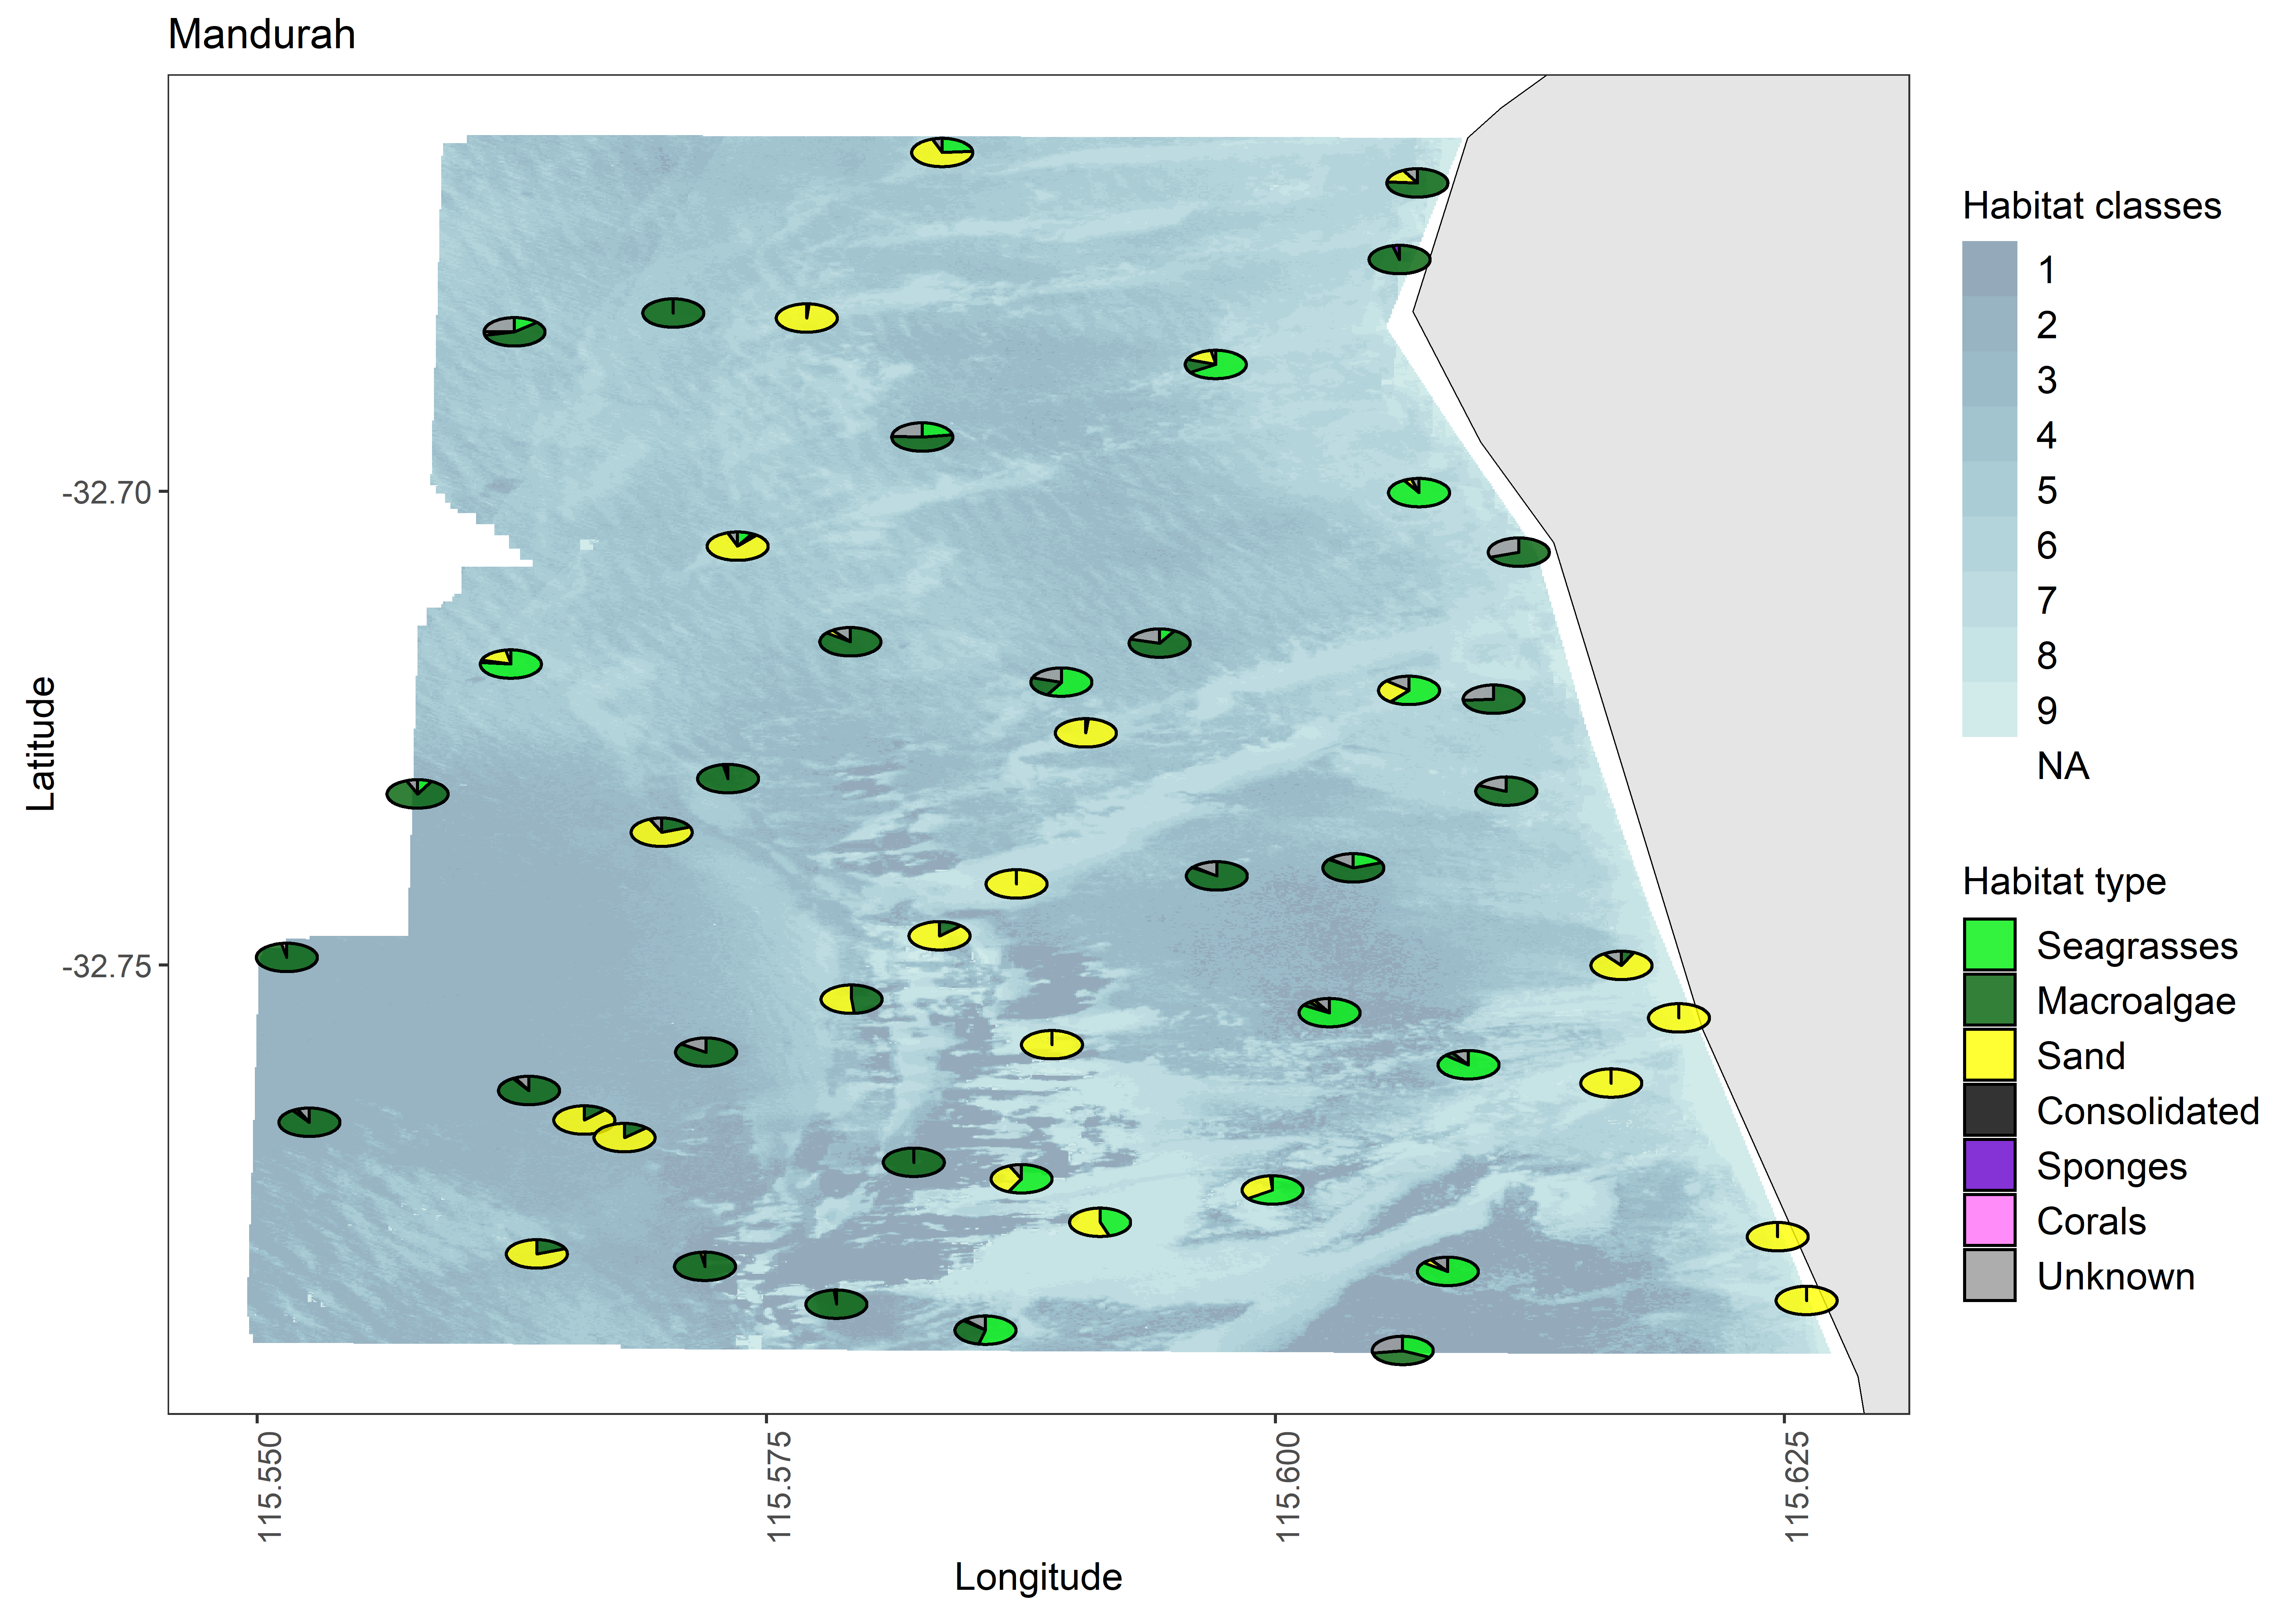 Mandurah
Latitude
-32.70
-32.75
115.550
115.575
115.600
115.625
Longitude
Habitat classes
1
2
3
4
5
6
7
8
9
NA
Habitat type
Seagrasses
Macroalgae
Sand
Consolidated
Sponges
Corals
Unknown